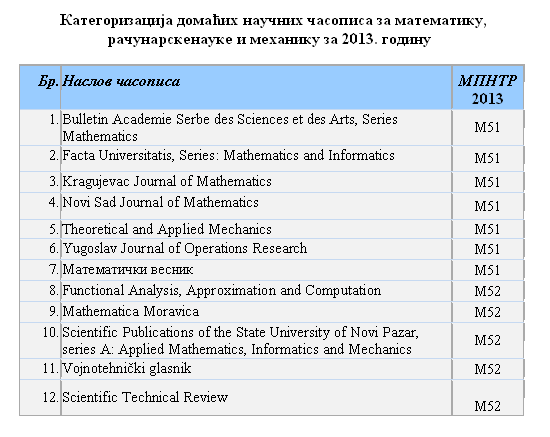 Категоризација домаћих научних часописа за математику,
рачунарскенауке и механику за 2013. годину
Бр. Наслов часописа МПНТР
2013
1. Bulletin Academie Serbe des Sciences et des Arts, Series
Mathematics M51
2. Facta Universitatis, Series: Mathematics and Informatics M51
3. Kragujevac Journal of Mathematics M51
4. Novi Sad Journal of Mathematics M51
5. Theoretical and Applied Mechanics M51
6. Yugoslav Journal of Operations Research M51
7. Математички весник M51
8. Functional Analysis, Approximation and Computation M52
9. Mathematica Moravica M52
10. Scientific Publications of the State University of Novi Pazar,
series A: Applied Mathematics, Informatics and Mechanics M52
11. Vojnotehnički glasnik M52
12. Scientific Technical Review M52